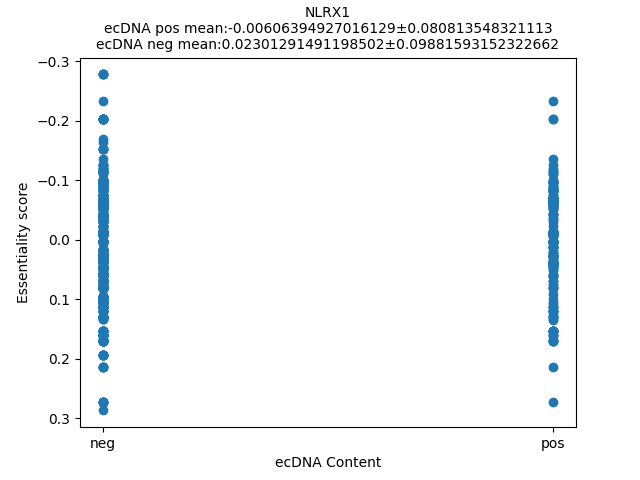 NLRX1
ecDNA pos mean:-0.00606394927016129±0.080813548321113
ecDNA neg mean:0.02301291491198502±0.09881593152322662
−0.3
−0.2
−0.1
0.0
0.1
0.2
0.3
Essentiality score
neg
pos
ecDNA Content